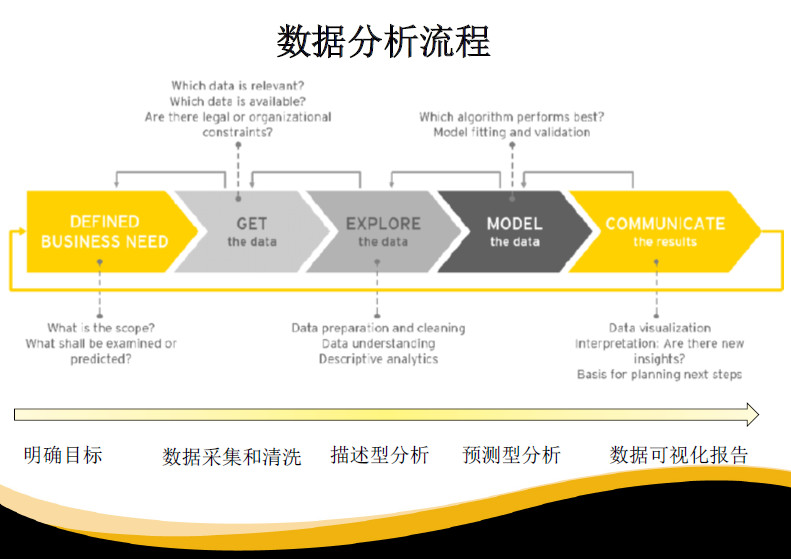 数据分析流程
Which data is relevant?
Which data is available?
Are there legal or organizational
constraints?
Which algorithm performs best?
Model fitting and validation
DEFINED
BUSINESS NEED
GET
the data
EXPLORE
the data
MODEL
the data
COMMUNICATE
the results
What is the scope?
What shall be examined or
predicted?
Data preparation and cleaning
Data understanding
Descriptive analytics
Data visualization
Interpretation: Are there new
insights?
Basis for planning next steps
明确目标
数据采集和清洗
描述型分析
预测型分析
数据可视化报告